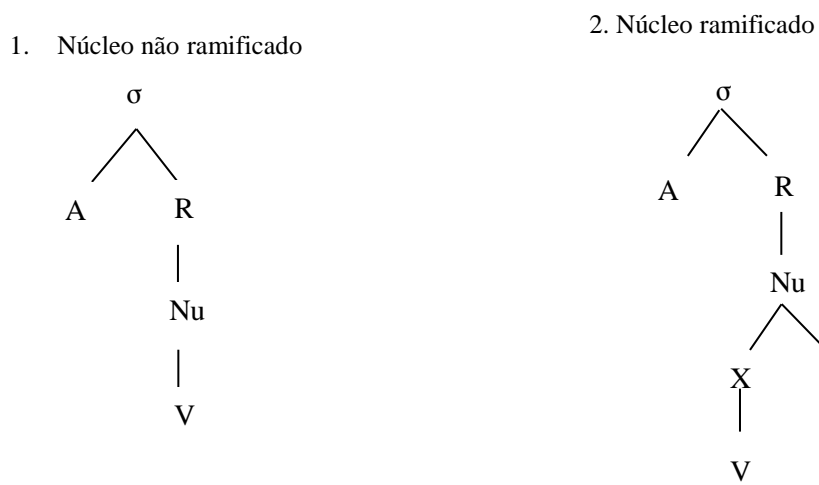 1. Núcleo não ramificado
σ
A R
Nu
V
2. Núcleo ramificado
σ
A R
Nu
X
V